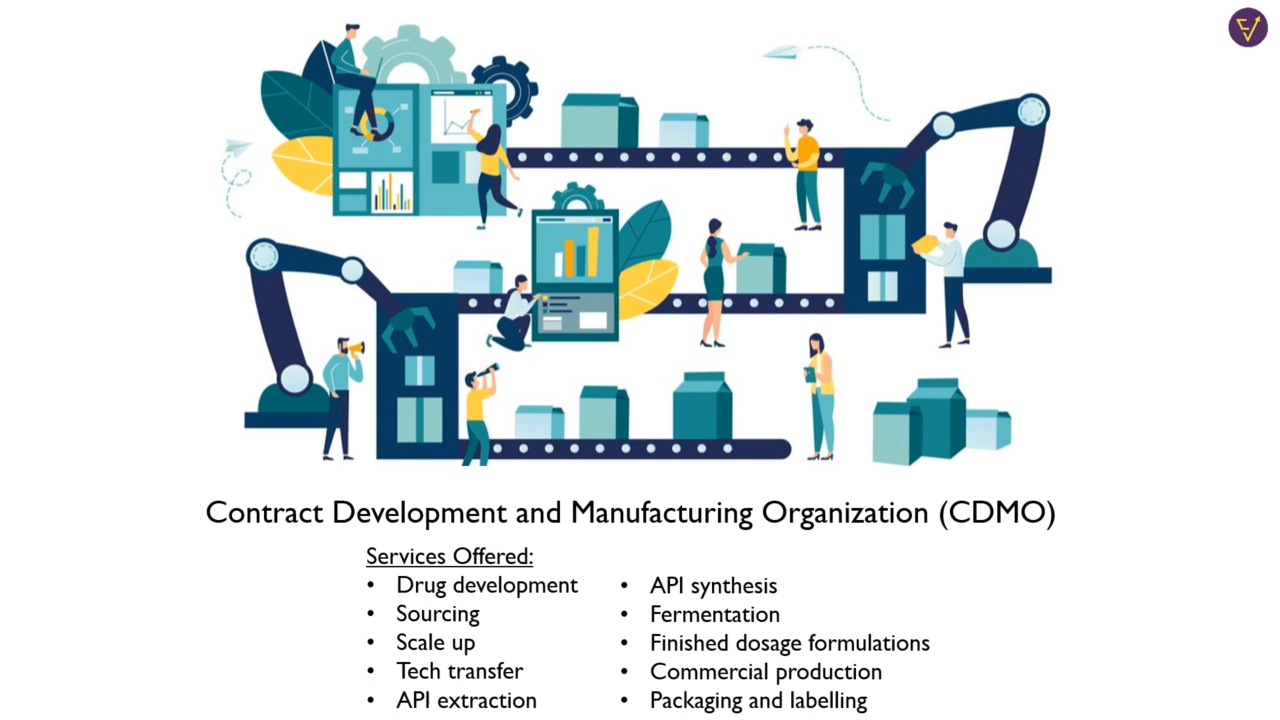 Contract Development and Manufacturing Organization (CDMO)
Services Offered:
• Drug development
• Sourcing
• Scale up
• Tech transfer
• API extraction
• API synthesis
• Fermentation
• Finished dosage formulations
• Commercial production
• Packaging and labelling